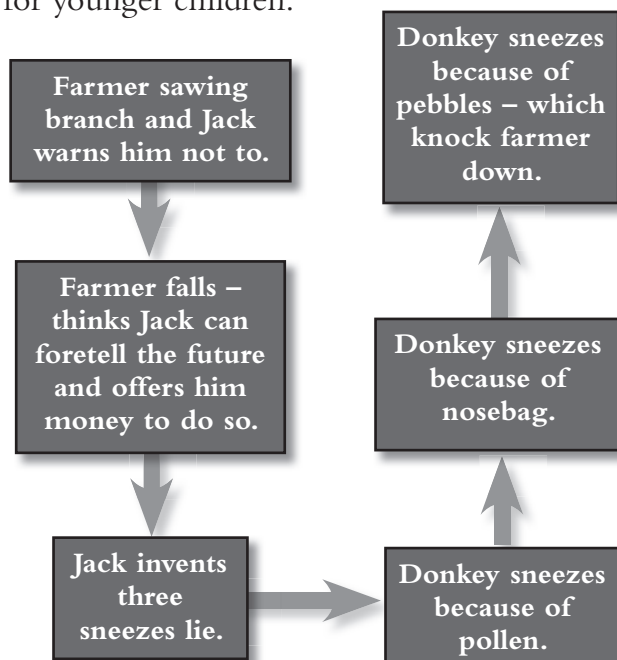 for younger children.
Farmer sawing
branch and Jack
warns him not to.
Farmer falls –
thinks Jack can
foretell the future
and offers him
money to do so.
Jack invents
three
sneezes lie.
Donkey sneezes
because of
pollen.
Donkey sneezes
because of
nosebag.
Donkey sneezes
because of
pebbles – which
knock farmer
down.